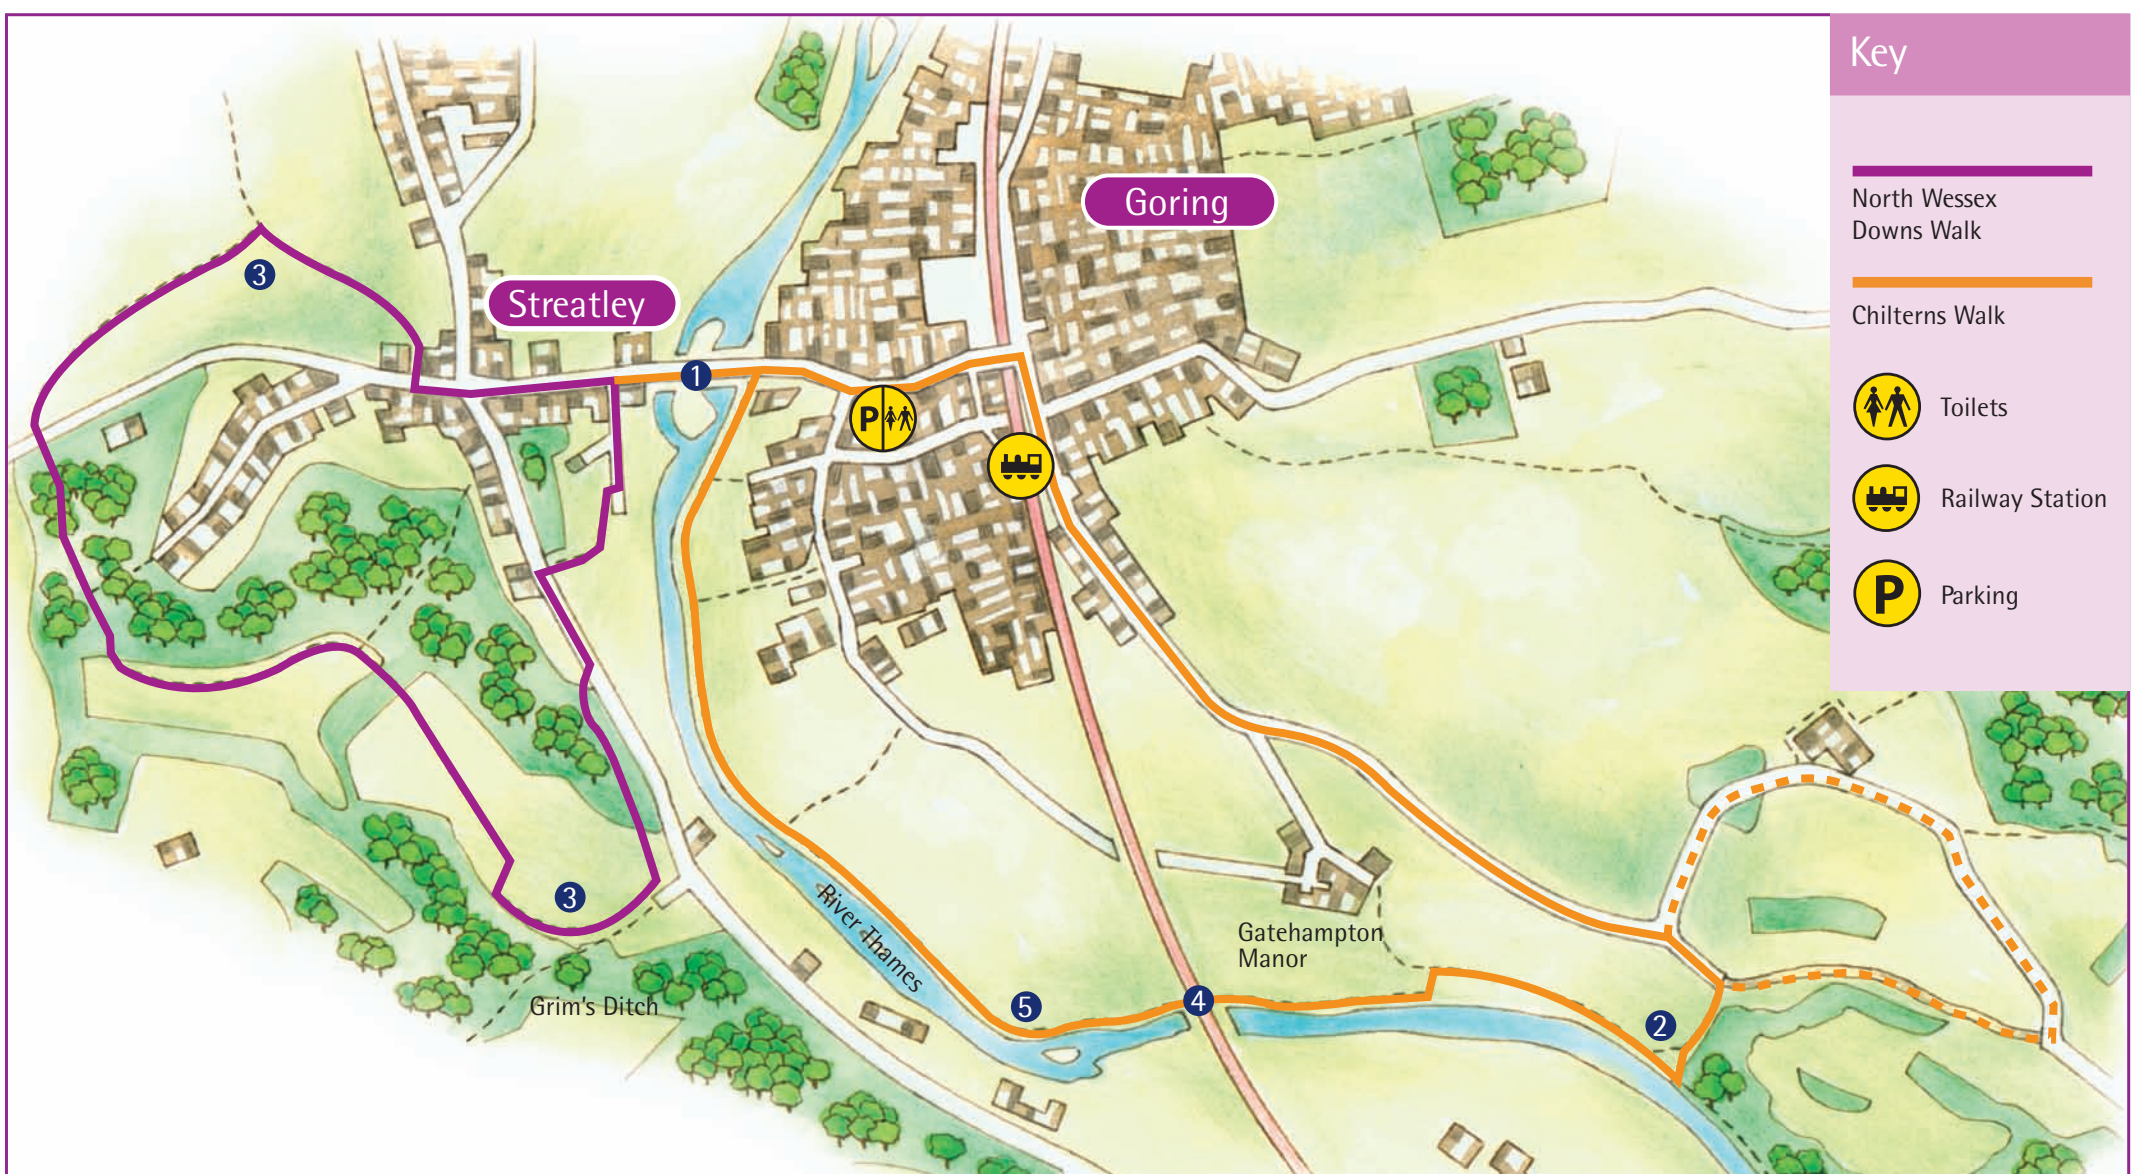 Key
North Wessex
Downs Walk
Chilterns Walk
Toilets
Railway Station
P
Parking
Goring
Streatley
3
1
P
3
River Thames
Grim's Ditch
5
4
Gatehampton
Manor
2